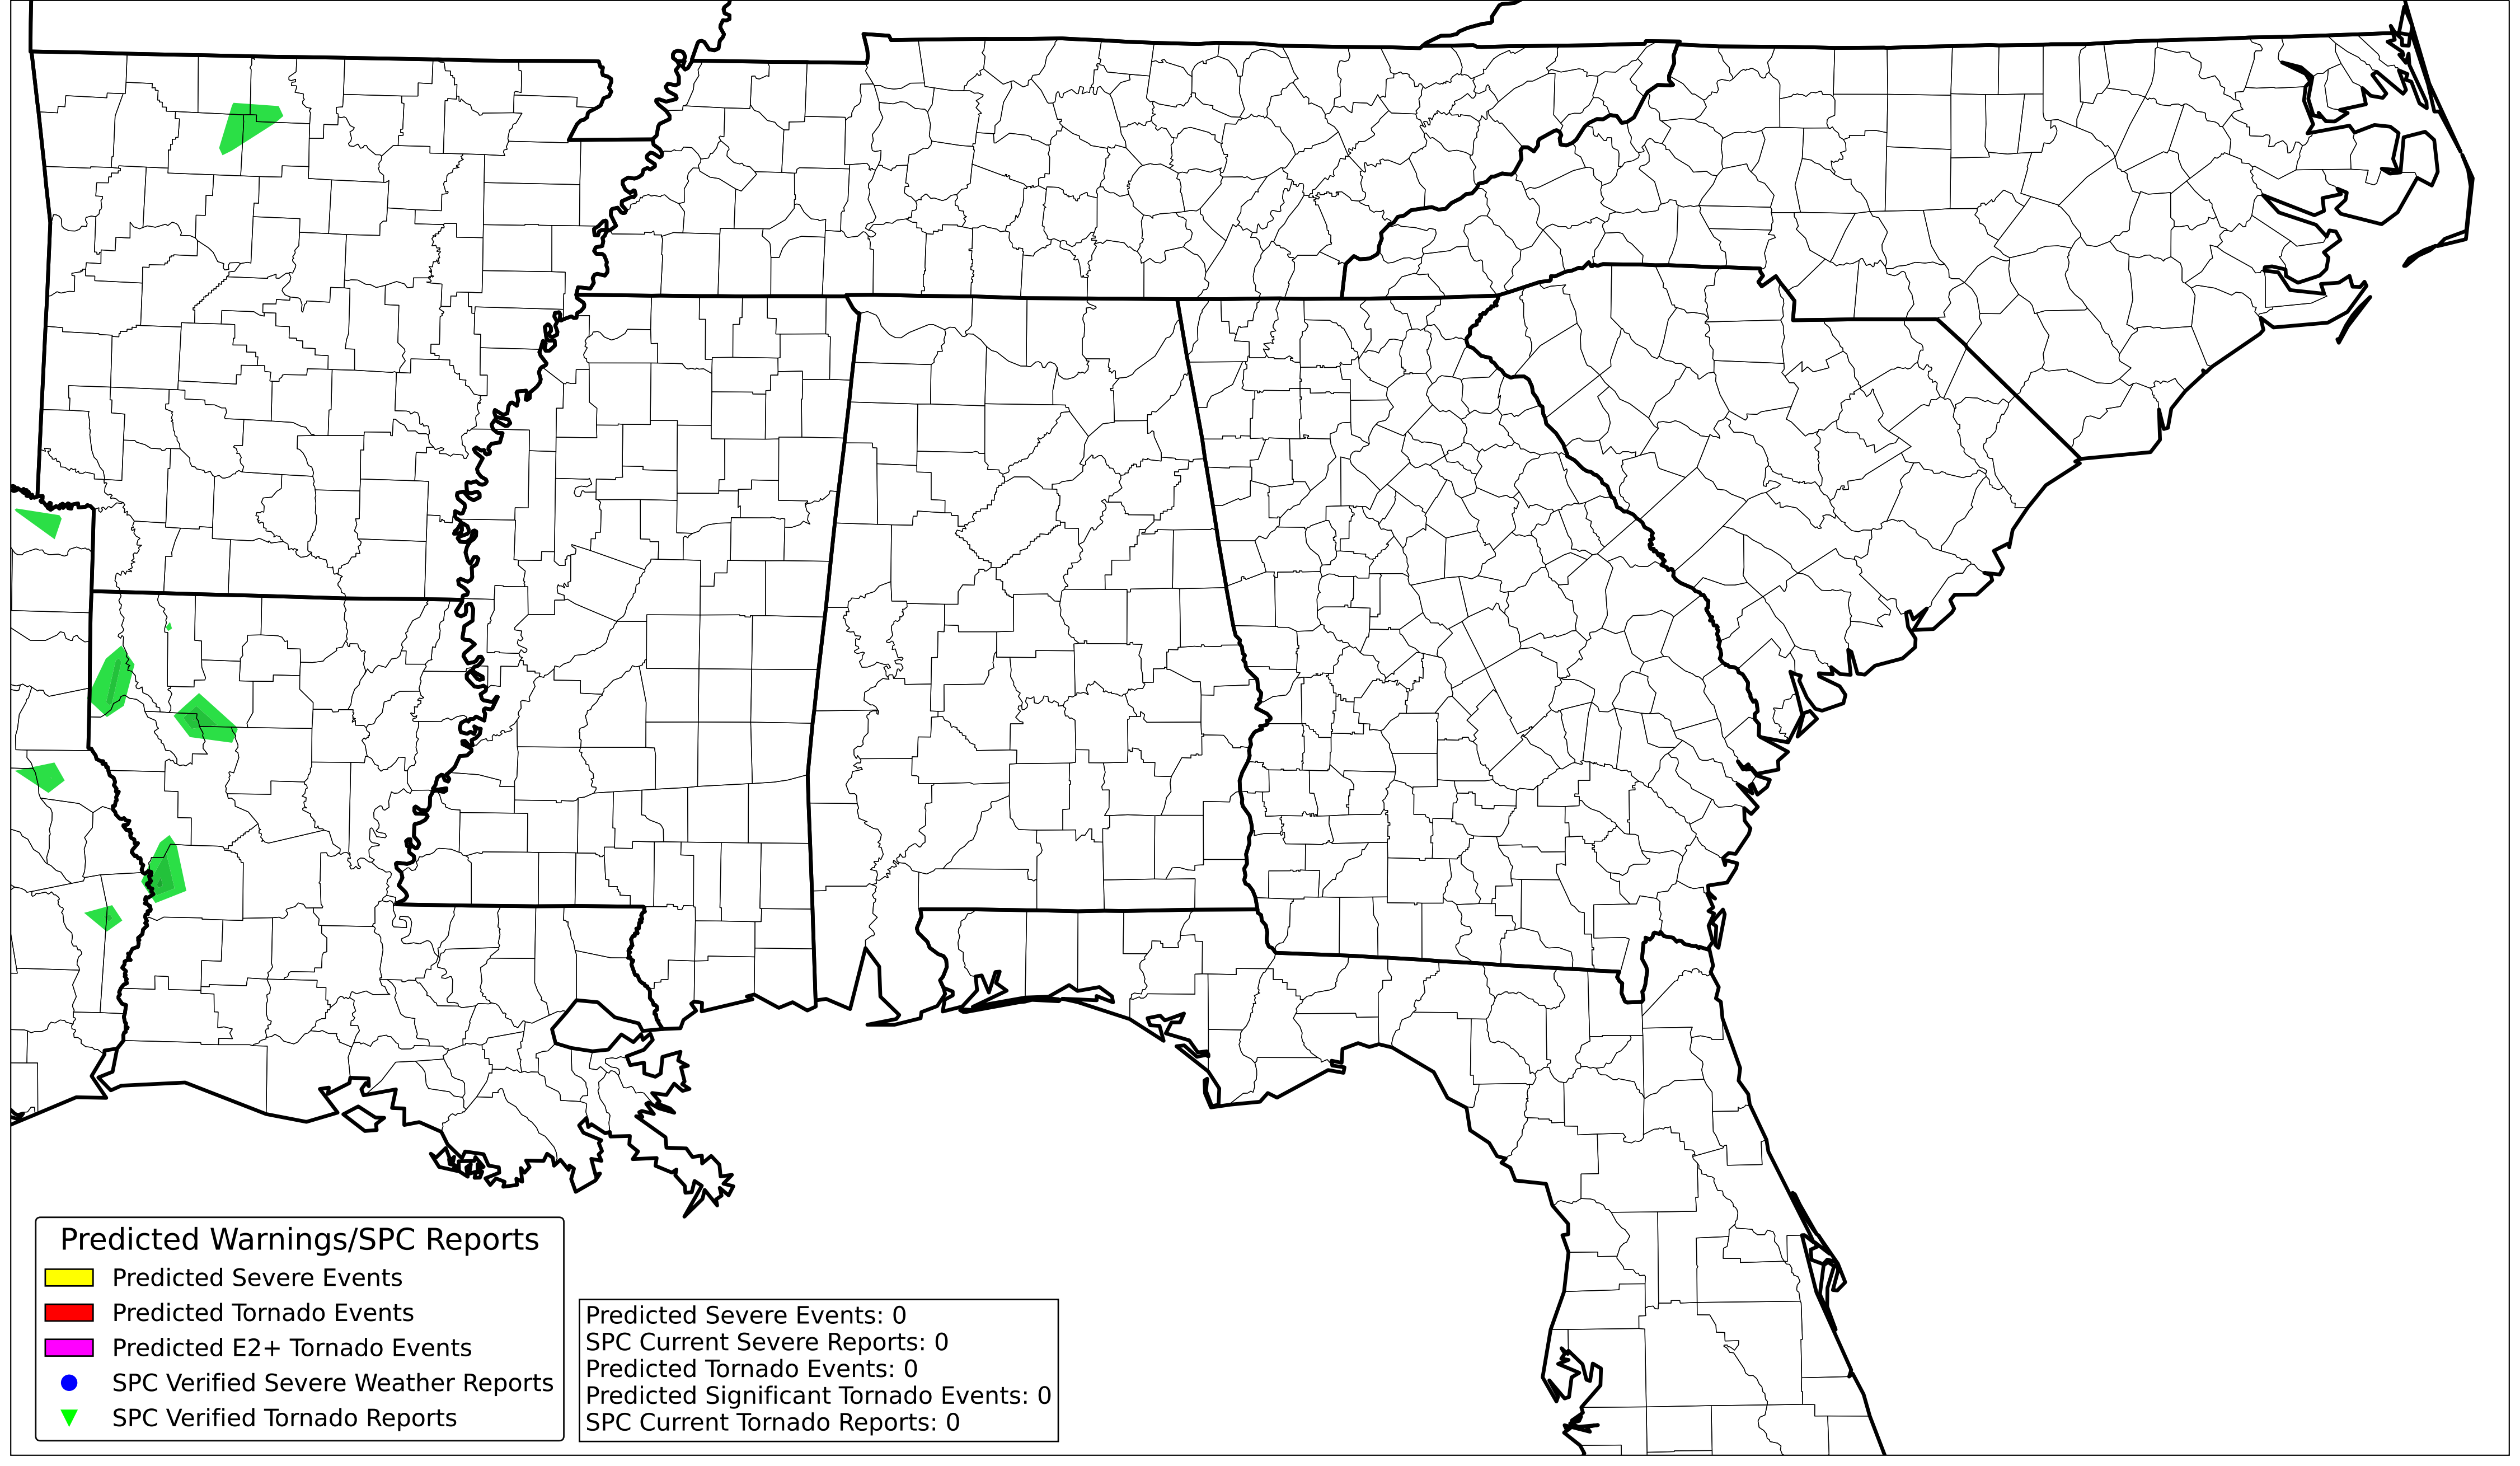 Predicted Warnings/SPC Reports
Predicted Severe Events
Predicted Tornado Events
Predicted E2+ Tornado Events
SPC Verified Severe Weather Reports
SPC Verified Tornado Reports
Predicted Severe Events: 0
SPC Current Severe Reports: 0
Predicted Tornado Events: 0
Predicted Significant Tornado Events: 0
SPC Current Tornado Reports: 0